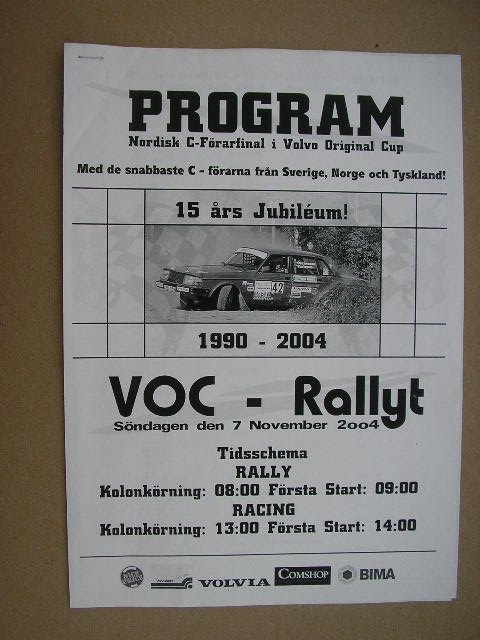 PROGRAM
Nordisk C-Förarfinal i Volvo Original Cup
Med de snabbaste C - förarna från Sverige, Norge och Tyskland!
15 års Jubiléum!
42
1990 - 2004
VOC - Rallyt
Söndagen den 7 November 2oo4
Tidsschema
RALLY
Kolonkörning: 08:00 Första Start: 09:00
RACING
Kolonkörning: 13:00 Första Start: 14:00
VOLVIA COMSHOP BIMA